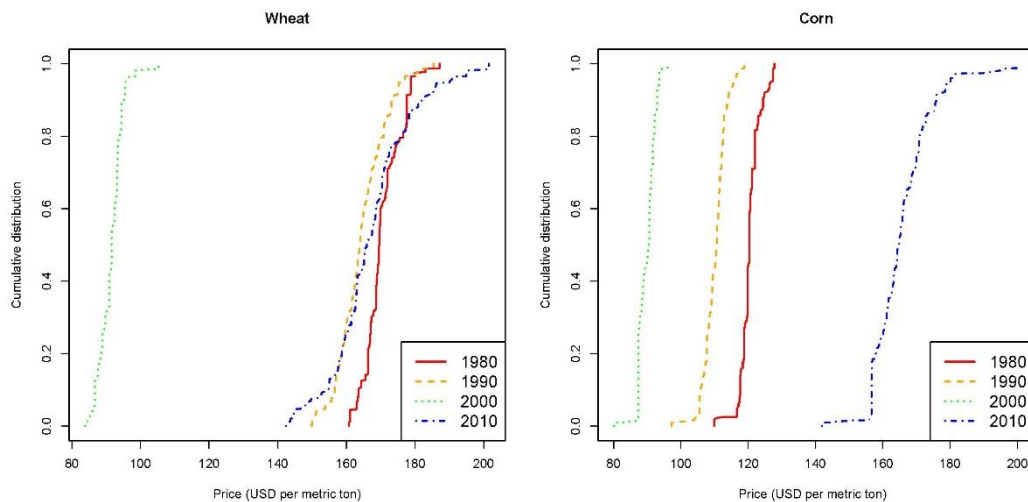 Wheat
Cumulative distribution
1.0
0.8
0.6
0.4
0.2
0.0
80 100 120 140 160 180 200
Price (USD per metric ton)
1980
1990
2000
2010
Corn
Cumulative distribution
1.0
0.8
0.6
0.4
0.2
0.0
80 100 120 140 160 180 200
Price (USD per metric ton)
1980
1990
2000
2010